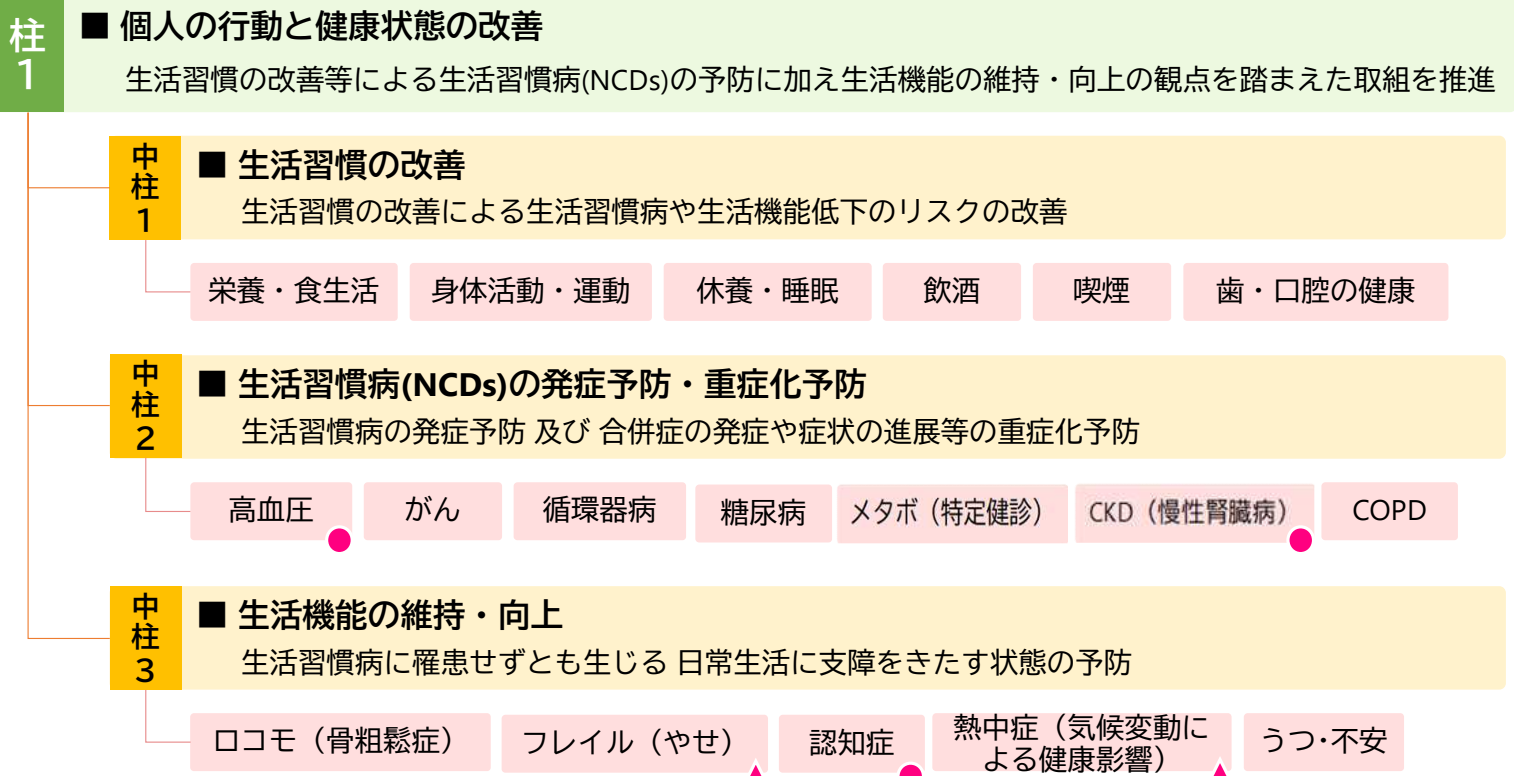 柱1
■ 個人の行動と健康状態の改善
生活習慣の改善等による生活習慣病(NCDs)の予防に加え生活機能の維持・向上の観点を踏まえた取組を推進
中柱1
■ 生活習慣の改善
生活習慣の改善による生活習慣病や生活機能低下のリスクの改善
栄養・食生活 身体活動・運動 休養・睡眠 飲酒 喫煙 歯・口腔の健康
中柱2
■ 生活習慣病(NCDs)の発症予防・重症化予防
生活習慣病の発症予防 及び 合併症の発症や症状の進展等の重症化予防
高血圧 がん 循環器病 糖尿病 メタボ（特定健診） CKD（慢性腎臓病） COPD
中柱3
■ 生活機能の維持・向上
生活習慣病に罹患せずとも生じる 日常生活に支障をきたす状態の予防
ロコモ（骨粗鬆症） フレイル（やせ） 認知症 熱中症（気候変動に
よる健康影響） うつ・不安